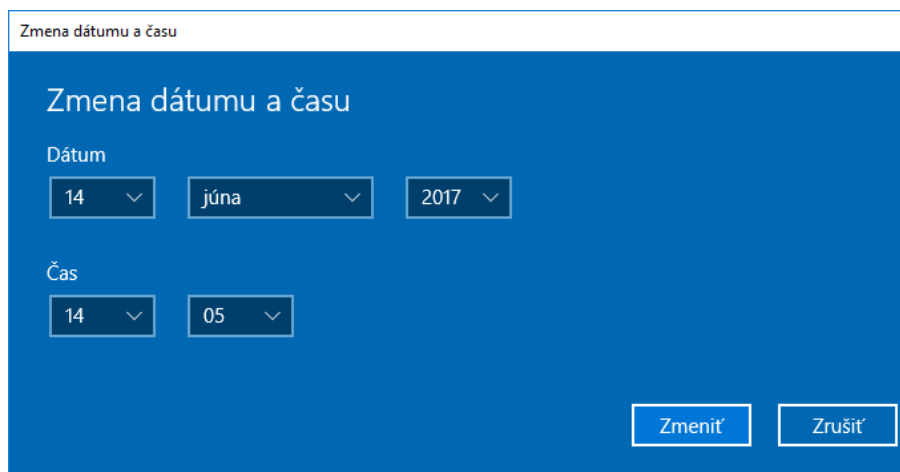 Zmena dátumu a času
Zmena dátumu a času
Dátum
14 júna 2017
Čas
14 05
Zmeniť Zrušiť